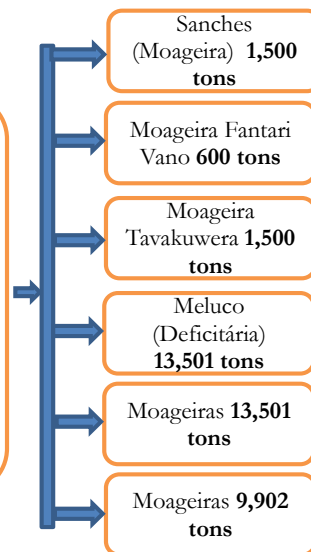 Sanches
(Moageira) 1,500
tons
Moageira Fantari
Vano 600 tons
Moageira
Tavakuwera 1,500
tons
Meluco
(Deficitária)
13,501 tons
Moageiras 13,501
tons
Moageiras 9,902
tons